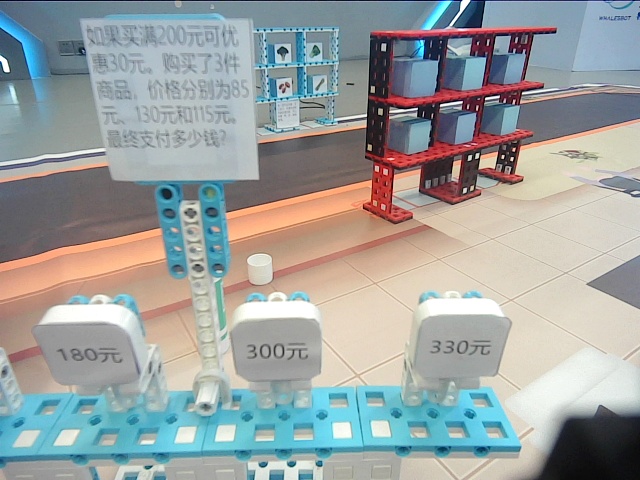 如果买满200元可优
惠30元。购买了3件
商品，价格分别为85
元、130元和115元。
最终支付多少钱?
180元
300元
330元
WHALESBOT